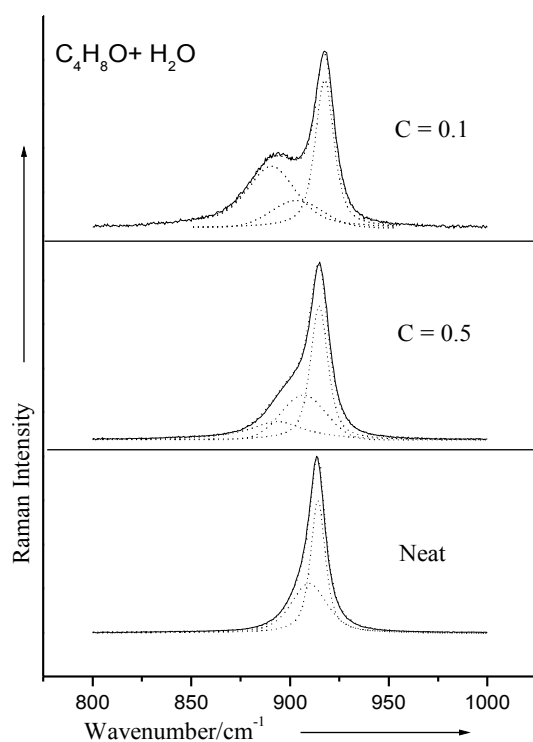 C₄H₈O+ H₂O
C = 0.1
C = 0.5
Neat
Raman Intensity
800 850 900 950 1000
Wavenumber/cm⁻¹